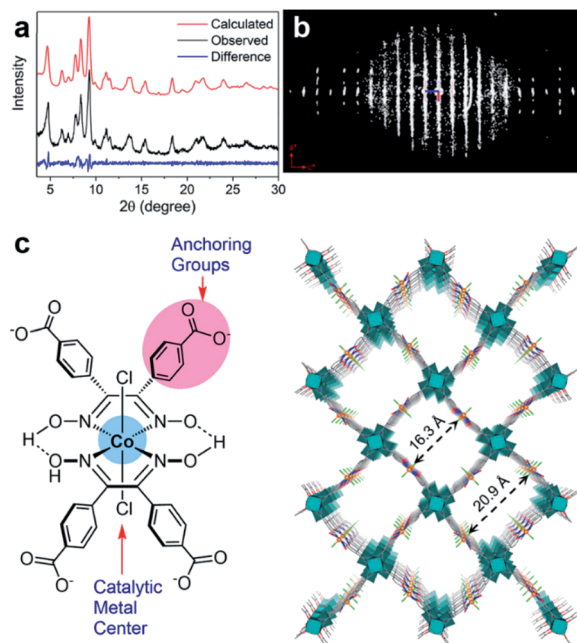 a
Calculated
Observed
Difference
Intensity
5
10
15
20
25
30
2θ (degree)
b
c
Anchoring
Groups
O
O⁻
O
⁻O
Cl
H
O
N
N
O
H
Co
O
H
N
N
O
Cl
O
⁻O
O
O⁻
Catalytic
Metal
Center
16.3 Å
20.9 Å